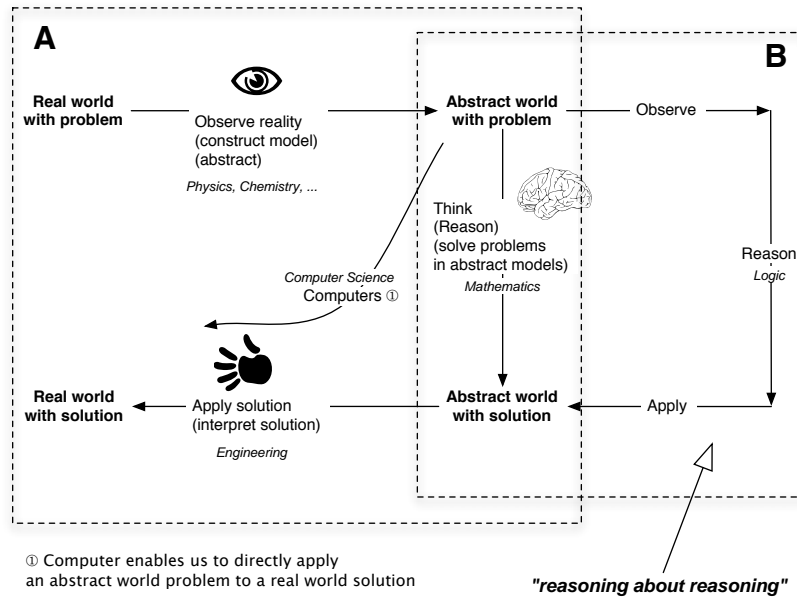 A
B
Real world
with problem
Observe reality
(construct model)
(abstract)
Physics, Chemistry, ...
Abstract world
with problem
Observe
Think
(Reason)
(solve problems
in abstract models)
Mathematics
Reason
Logic
Computer Science
Computers ①
Real world
with solution
Apply solution
(interpret solution)
Engineering
Abstract world
with solution
Apply
① Computer enables us to directly apply
an abstract world problem to a real world solution
"reasoning about reasoning"